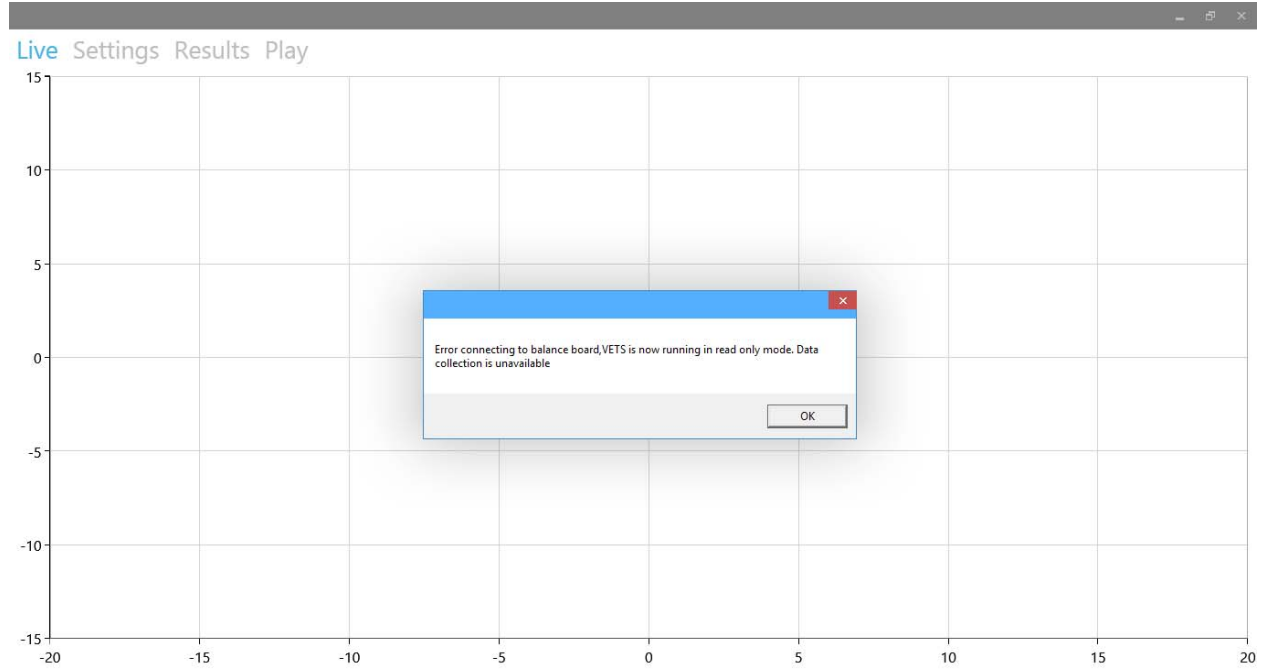 Live Settings Results Play
15
10
5
0
-5
-10
-15
Error connecting to balance board,VETS is now running in read only mode. Data
collection is unavailable
OK
-20 -15 -10 -5 0 5 10 15 20